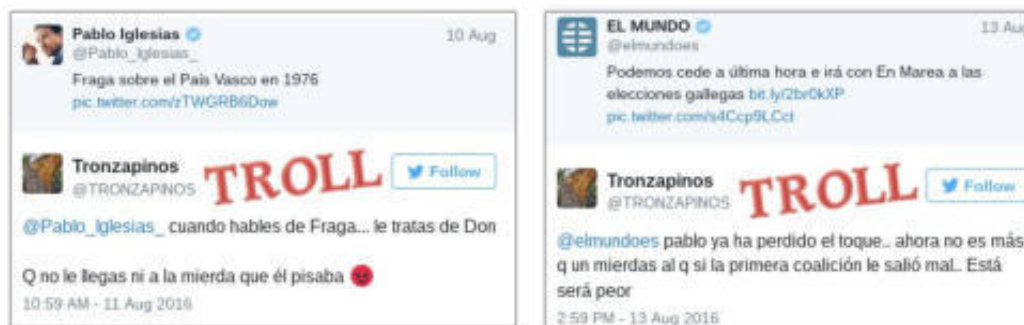 Pablo Iglesias
@Pablo_Iglesias_
10 Aug
Fraga sobre el País Vasco en 1976
pic.twitter.com/zTWGRB6Dow
Tronzapinos
@TRONZAPINOS
TROLL
Follow
@Pablo_Iglesias_ cuando hables de Fraga... le tratas de Don
Q no le llegas ni a la mierda que él pisaba
10:59 AM - 11 Aug 2016
EL MUNDO
@elmundoes
13 Aug
Podemos cede a última hora e irá con En Marea a las
elecciones gallegas bit.ly/2br0kXP
pic.twitter.com/s4Ccp9LCct
Tronzapinos
@TRONZAPINOS
TROLL
Follow
@elmundoes pablo ya ha perdido el toque.. ahora no es más
q un mierdas al q si la primera coalición le salió mal.. Está
será peor
2:59 PM - 13 Aug 2016